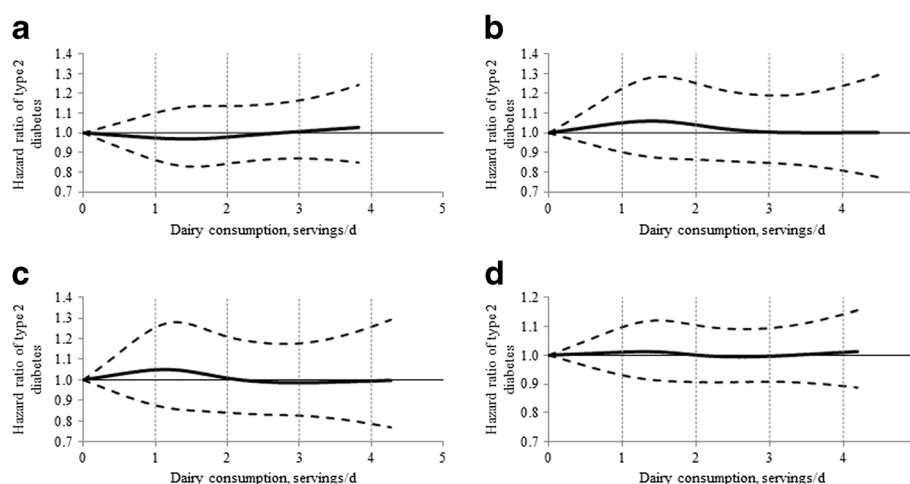 a
Hazard ratio of type 2
diabetes
1.4
1.3
1.2
1.1
1.0
0.9
0.8
0.7
0 1 2 3 4 5
Dairy consumption, servings/d
b
Hazard ratio of type 2
diabetes
1.4
1.3
1.2
1.1
1.0
0.9
0.8
0.7
0 1 2 3 4
Dairy consumption, servings/d
c
Hazard ratio of type 2
diabetes
1.4
1.3
1.2
1.1
1.0
0.9
0.8
0.7
0 1 2 3 4 5
Dairy consumption, servings/d
d
Hazard ratio of type 2
diabetes
1.2
1.1
1.0
0.9
0.8
0.7
0 1 2 3 4
Dairy consumption, servings/d